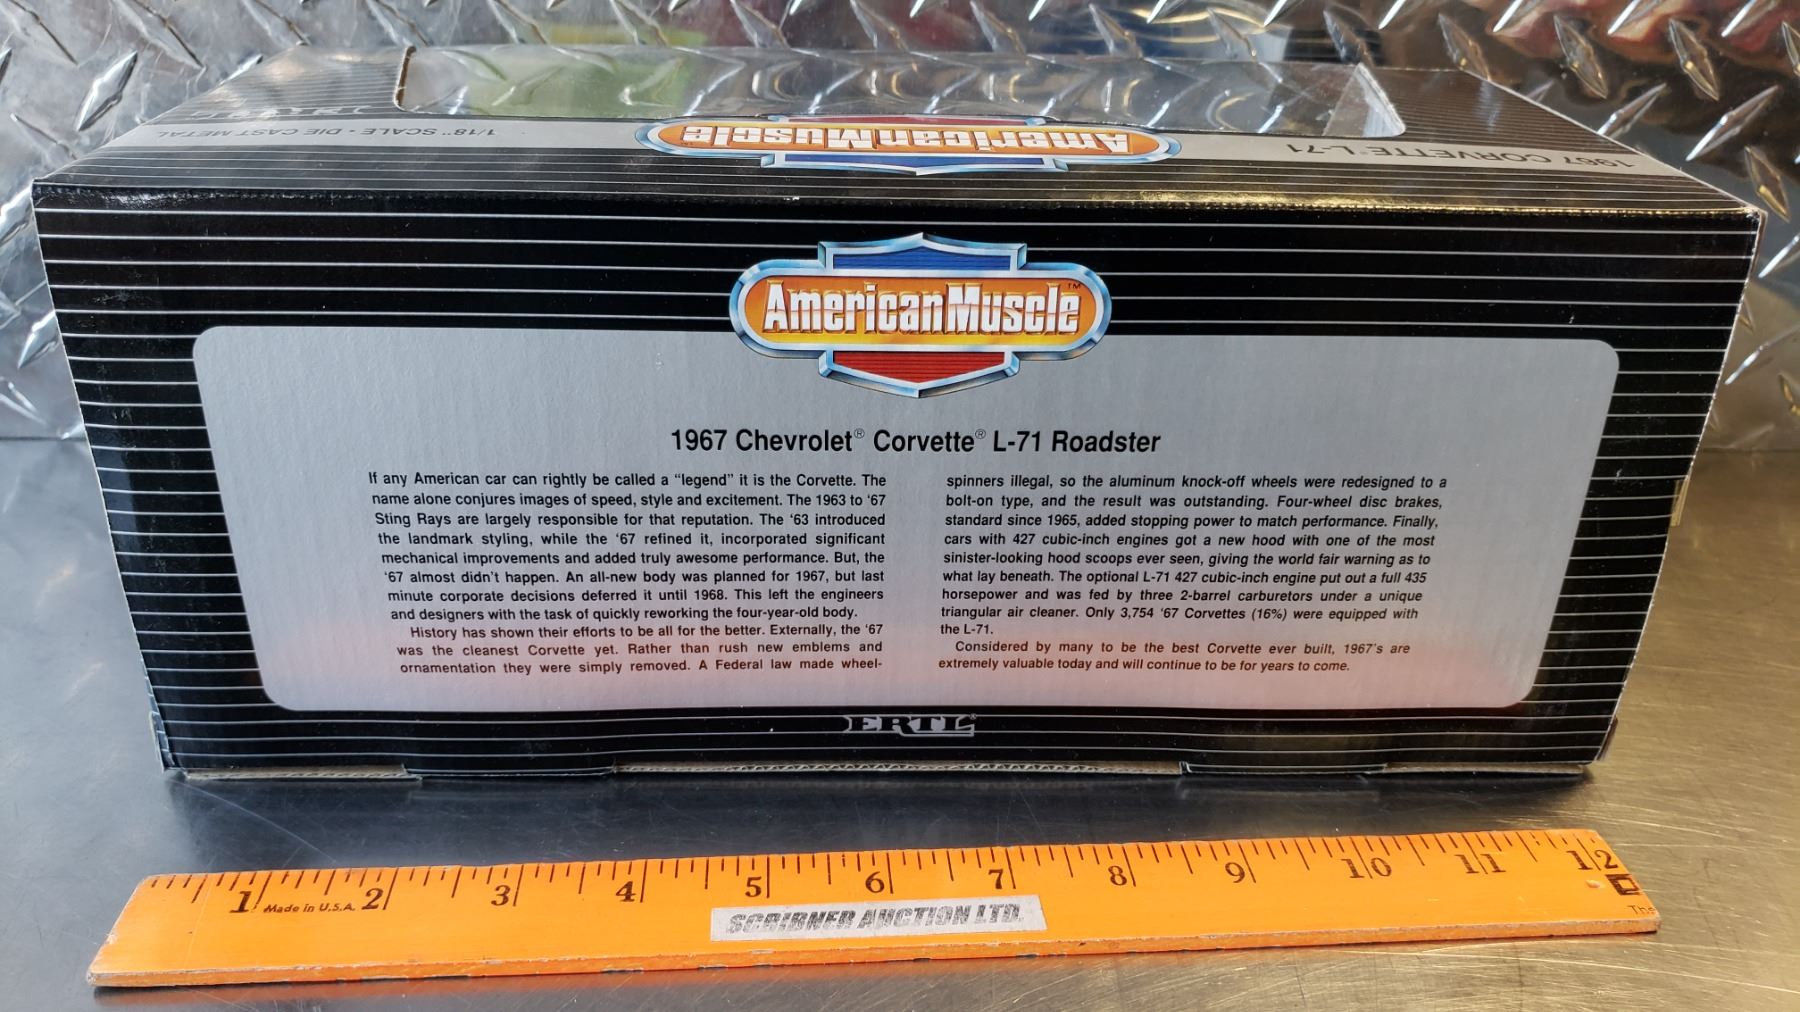 ERTL
1/18" SCALE • DIE CAST METAL
AmericanMuscle
1967 CORVETTE L-71
AmericanMuscle™
1967 Chevrolet® Corvette® L-71 Roadster
If any American car can rightly be called a “legend” it is the Corvette. The
name alone conjures images of speed, style and excitement. The 1963 to ‘67
Sting Rays are largely responsible for that reputation. The ‘63 introduced
the landmark styling, while the ‘67 refined it, incorporated significant
mechanical improvements and added truly awesome performance. But, the
‘67 almost didn’t happen. An all-new body was planned for 1967, but last
minute corporate decisions deferred it until 1968. This left the engineers
and designers with the task of quickly reworking the four-year-old body.
History has shown their efforts to be all for the better. Externally, the ‘67
was the cleanest Corvette yet. Rather than rush new emblems and
ornamentation they were simply removed. A Federal law made wheel-
spinners illegal, so the aluminum knock-off wheels were redesigned to a
bolt-on type, and the result was outstanding. Four-wheel disc brakes,
standard since 1965, added stopping power to match performance. Finally,
cars with 427 cubic-inch engines got a new hood with one of the most
sinister-looking hood scoops ever seen, giving the world fair warning as to
what lay beneath. The optional L-71 427 cubic-inch engine put out a full 435
horsepower and was fed by three 2-barrel carburetors under a unique
triangular air cleaner. Only 3,754 ‘67 Corvettes (16%) were equipped with
the L-71.
Considered by many to be the best Corvette ever built, 1967’s are
extremely valuable today and will continue to be for years to come.
ERTL®
1 2 3 4 5 6 7 8 9 10 11 12
Made in U.S.A.
The
SCRIBNER AUCTION LTD.